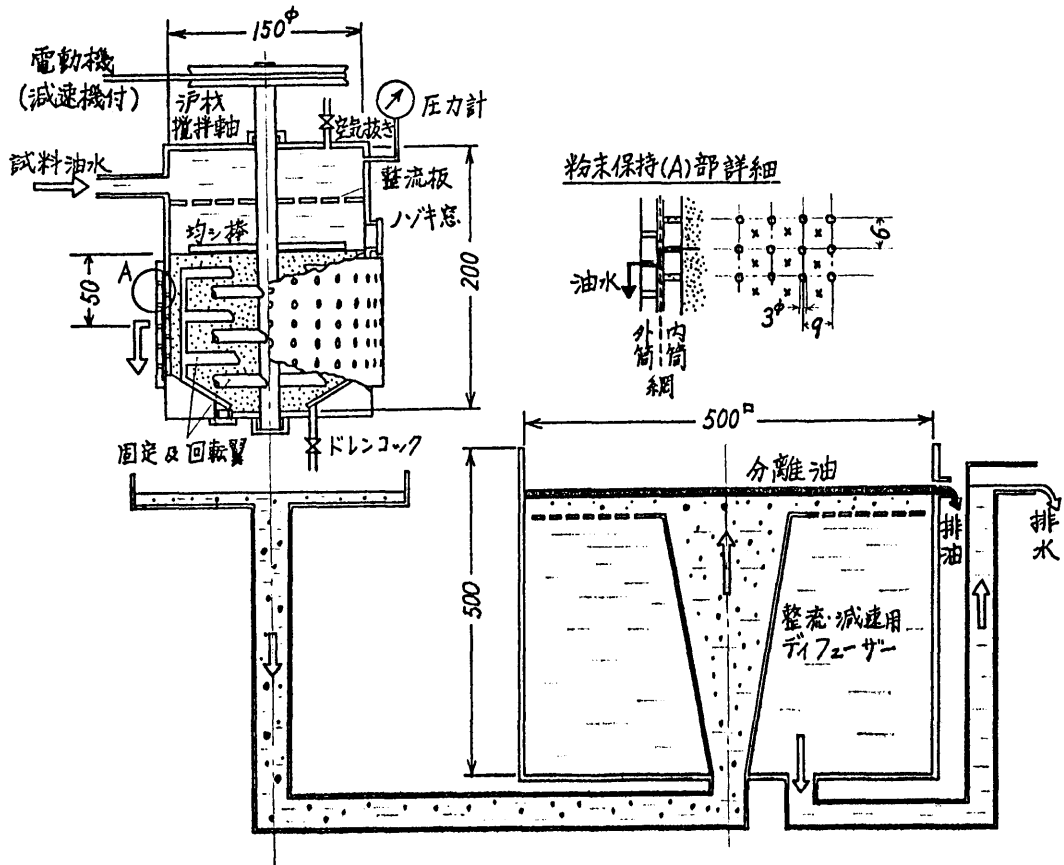 150φ
電動機
(減速機付)
沪材
攪拌軸
空気抜き
圧力計
試料油水
整流板
ノゾキ窓
均シ棒
A
50
200
固定及回転翼
ドレンコック
粉末保持(A)部詳細
油水
外筒
内筒
網
6
3φ
9
500□
500
分離油
排油
排水
整流・減速用
ディフューザー